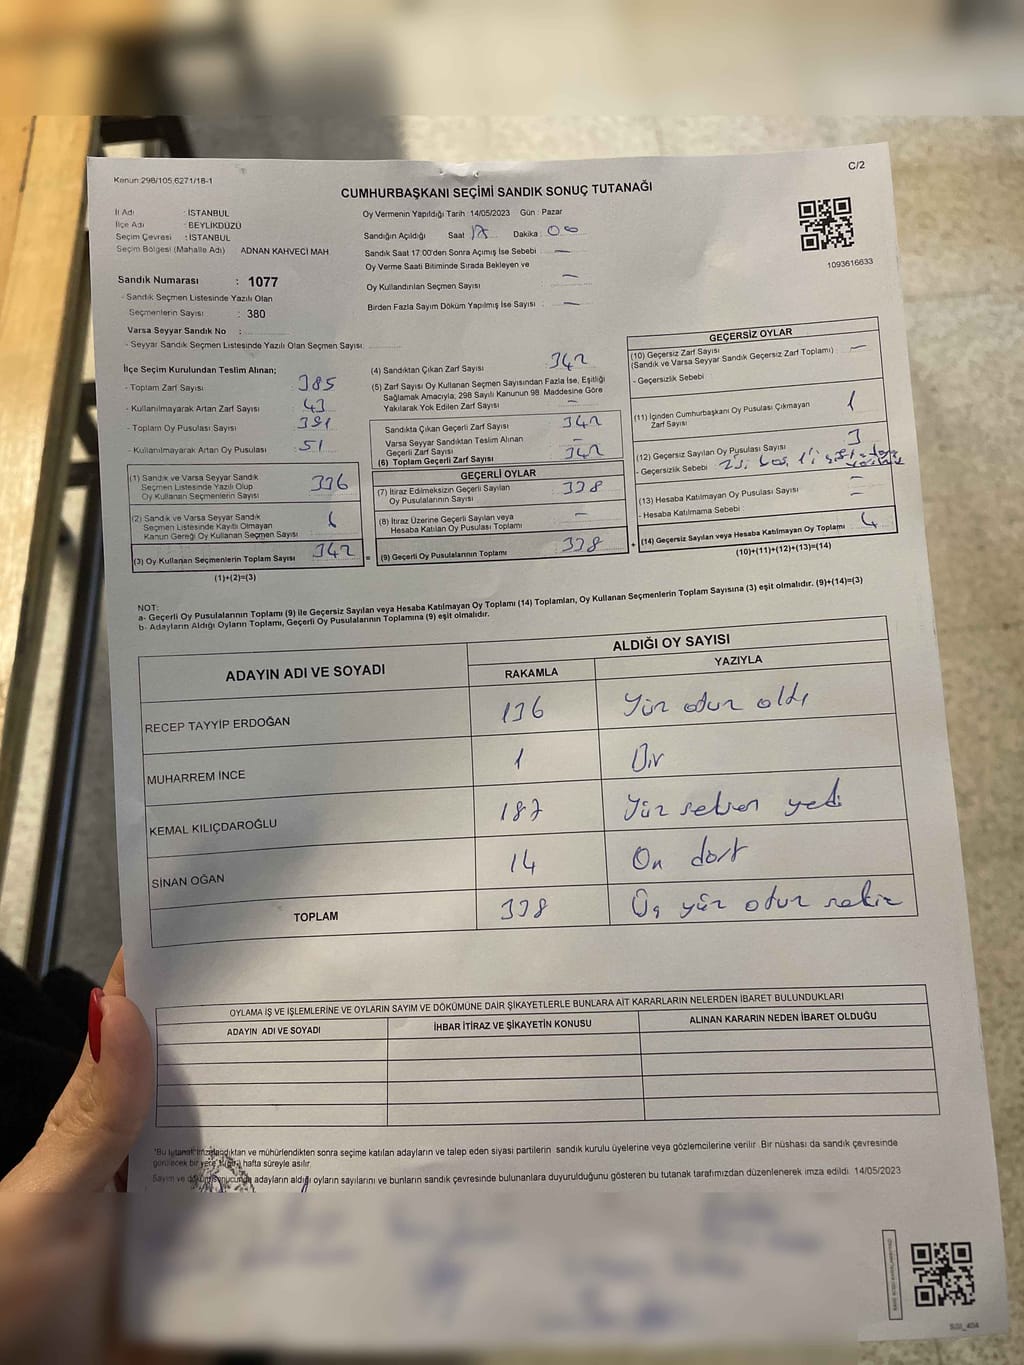 C/2
Kanun:298/105,6271/18-1
CUMHURBAŞKANI SEÇİMİ SANDIK SONUÇ TUTANAĞI
İl Adı : İSTANBUL
İlçe Adı : BEYLİKDÜZÜ
Seçim Çevresi : İSTANBUL
Seçim Bölgesi (Mahalle Adı) ADNAN KAHVECİ MAH
Oy Vermenin Yapıldığı Tarih : 14/05/2023 Gün : Pazar
Sandığın Açıldığı Saat 17 Dakika : 00
Sandık Saat 17:00'den Sonra Açımış İse Sebebi : —
Oy Verme Saati Bitiminde Sırada Bekleyen ve
Oy Kullandırılan Seçmen Sayısı —
Birden Fazla Sayım Döküm Yapılmış İse Sayısı : —
1093616633
Sandık Numarası : 1077
- Sandık Seçmen Listesinde Yazılı Olan
Seçmenlerin Sayısı : 380
Varsa Seyyar Sandık No :
- Seyyar Sandık Seçmen Listesinde Yazılı Olan Seçmen Sayısı:
İlçe Seçim Kurulundan Teslim Alınan;
- Toplam Zarf Sayısı 385
- Kullanılmayarak Artan Zarf Sayısı 43
- Toplam Oy Pusulası Sayısı 391
- Kullanılmayarak Artan Oy Pusulası 51
(1) Sandık ve Varsa Seyyar Sandık
Seçmen Listesinde Yazılı Olup
Oy Kullanan Seçmenlerin Sayısı 336
(2) Sandık ve Varsa Seyyar Sandık
Seçmen Listesinde Kayıtlı Olmayan
Kanun Gereği Oy Kullanan Seçmen Sayısı 6
(3) Oy Kullanan Seçmenlerin Toplam Sayısı 342 =
(1)+(2)=(3)
(4) Sandıktan Çıkan Zarf Sayısı 342
(5) Zarf Sayısı Oy Kullanan Seçmen Sayısından Fazla İse, Eşitliği
Sağlamak Amacıyla, 298 Sayılı Kanunun 98. Maddesine Göre
Yakılarak Yok Edilen Zarf Sayısı —
Sandıkta Çıkan Geçerli Zarf Sayısı 342
Varsa Seyyar Sandıktan Teslim Alınan
Geçerli Zarf Sayısı —
(6) Toplam Geçerli Zarf Sayısı 342
GEÇERLİ OYLAR
(7) İtiraz Edilmeksizin Geçerli Sayılan
Oy Pusulalarının Sayısı 338
(8) İtiraz Üzerine Geçerli Sayılan veya
Hesaba Katılan Oy Pusulası Toplamı —
(9) Geçerli Oy Pusulalarının Toplamı 338 +
GEÇERSİZ OYLAR
(10) Geçersiz Zarf Sayısı
(Sandık ve Varsa Seyyar Sandık Geçersiz Zarf Toplamı) —
- Geçersizlik Sebebi
(11) İçinden Cumhurbaşkanı Oy Pusulası Çıkmayan
Zarf Sayısı 1
(12) Geçersiz Sayılan Oy Pusulası Sayısı 3
- Geçersizlik Sebebi 2'si boş 1'i
(13) Hesaba Katılmayan Oy Pusulası Sayısı —
- Hesaba Katılmama Sebebi : —
(14) Geçersiz Sayılan veya Hesaba Katılmayan Oy Toplamı 4
(10)+(11)+(12)+(13)=(14)
NOT:
a- Geçerli Oy Pusulalarının Toplamı (9) ile Geçersiz Sayılan veya Hesaba Katılmayan Oy Toplamı (14) Toplamları, Oy Kullanan Seçmenlerin Toplam Sayısına (3) eşit olmalıdır. (9)+(14)=(3)
b- Adayların Aldığı Oyların Toplamı, Geçerli Oy Pusulalarının Toplamına (9) eşit olmalıdır.
ADAYIN ADI VE SOYADI ALDIĞI OY SAYISI
RAKAMLA YAZIYLA
RECEP TAYYİP ERDOĞAN 136 Yüz otuz altı
MUHARREM İNCE 1 Bir
KEMAL KILIÇDAROĞLU 187 Yüz seksen yedi
SİNAN OĞAN 14 On dört
TOPLAM 338 Üç yüz otuz sekiz
OYLAMA İŞ VE İŞLEMLERİNE VE OYLARIN SAYIM VE DÖKÜMÜNE DAİR ŞİKAYETLERLE BUNLARA AİT KARARLARIN NELERDEN İBARET BULUNDUKLARI
ADAYIN ADI VE SOYADI İHBAR İTİRAZ VE ŞİKAYETİN KONUSU ALINAN KARARIN NEDEN İBARET OLDUĞU
"Bu tutanak imzalandıktan ve mühürlendikten sonra seçime katılan adayların ve talep eden siyasi partilerin sandık kurulu üyelerine veya gözlemcilerine verilir. Bir nüshası da sandık çevresinde
görülecek bir yere 1 (bir) hafta süreyle asılır.
Sayım ve döküm sonucunda adayların aldığı oyların sayılarını ve bunların sandık çevresinde bulunanlara duyurulduğunu gösteren bu tutanak tarafımızdan düzenlenerek imza edildi. 14/05/2023